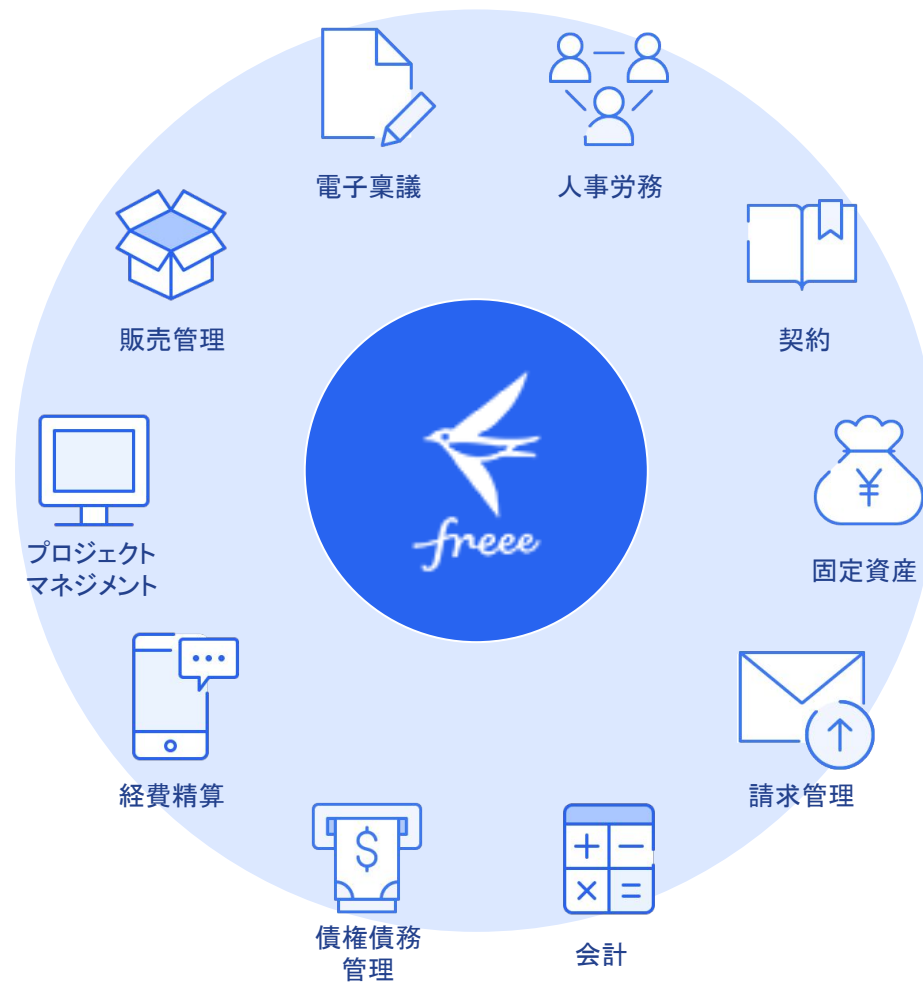 電子稟議
人事労務
販売管理
契約
freee
プロジェクト
マネジメント
¥
固定資産
経費精算
請求管理
$
債権債務
管理
+ −
× =
会計